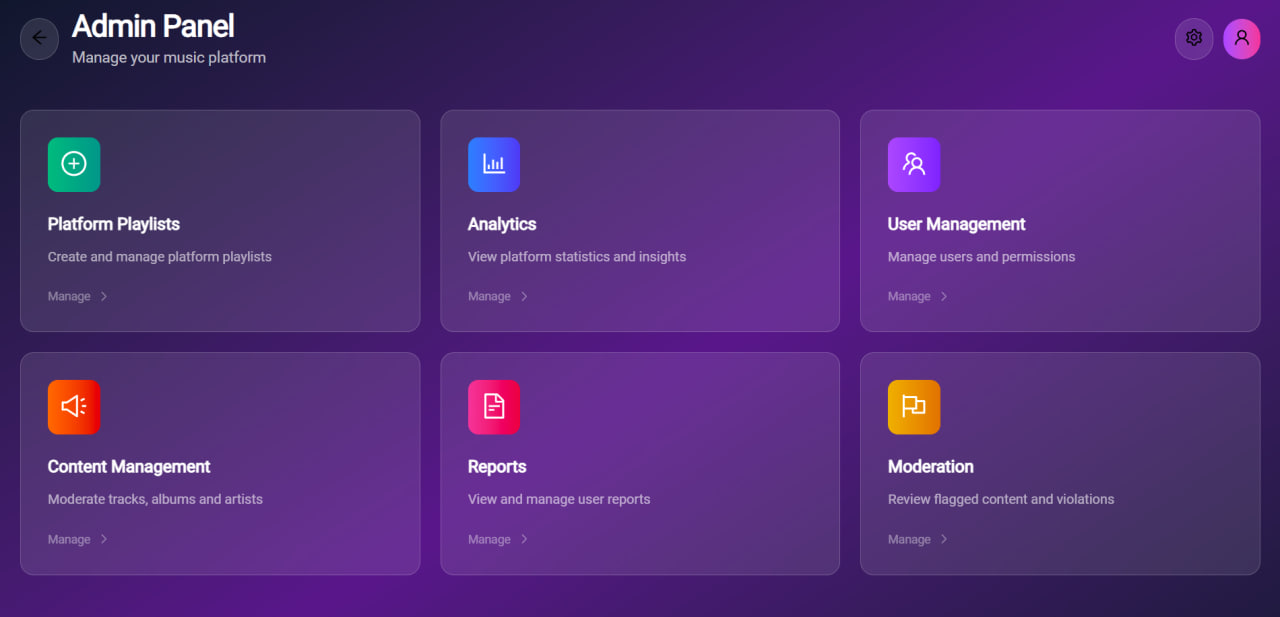 Admin Panel
Manage your music platform
Platform Playlists
Create and manage platform playlists
Manage
Analytics
View platform statistics and insights
Manage
User Management
Manage users and permissions
Manage
Content Management
Moderate tracks, albums and artists
Manage
Reports
View and manage user reports
Manage
Moderation
Review flagged content and violations
Manage